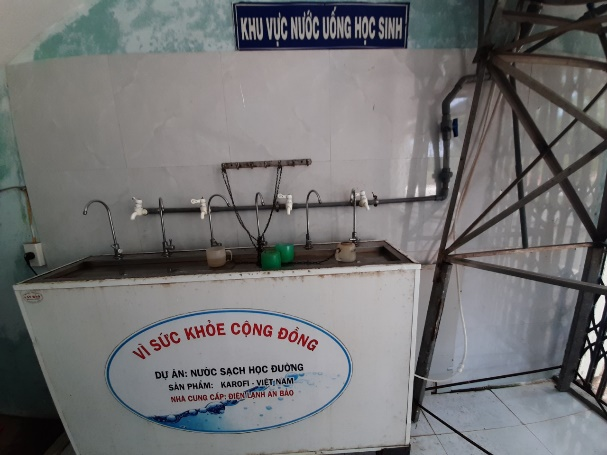 KHU VỰC NƯỚC UỐNG HỌC SINH
VÌ SỨC KHỎE CỘNG ĐỒNG
DỰ ÁN: NƯỚC SẠCH HỌC ĐƯỜNG
SẢN PHẨM: KAROFI - VIỆT NAM
NHÀ CUNG CẤP: ĐIỆN LẠNH AN BẢO